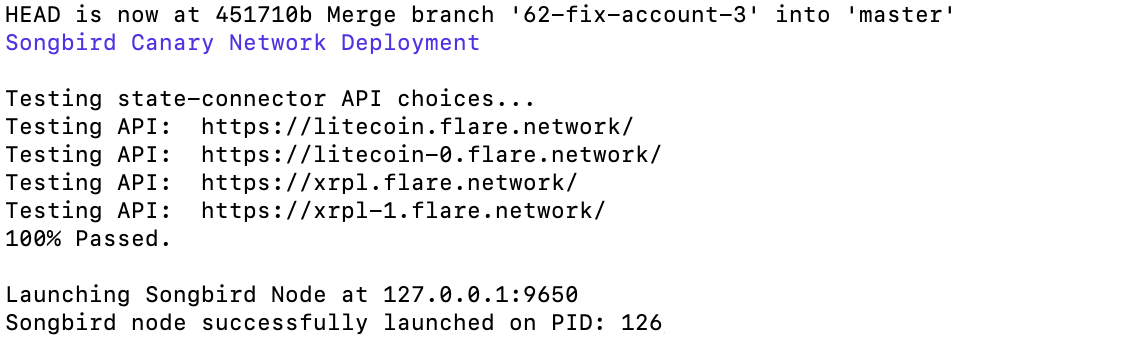 HEAD is now at 451710b Merge branch '62-fix-account-3' into 'master'
Songbird Canary Network Deployment
Testing state-connector API choices...
Testing API:  https://litecoin.flare.network/
Testing API:  https://litecoin-0.flare.network/
Testing API:  https://xrpl.flare.network/
Testing API:  https://xrpl-1.flare.network/
100% Passed.
Launching Songbird Node at 127.0.0.1:9650
Songbird node successfully launched on PID: 126